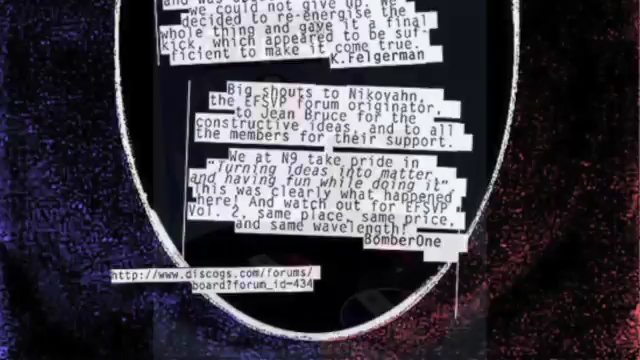 we could not give up. We
decided to re-energise the
whole thing and gave it a final
kick, which appeared to be suf-
ficient to make it come true.
K.Felgerman
Big shouts to Nikoyahn,
the EFSVP forum originator,
to Jean Bruce for the
constructive ideas, and to all
the members for their support.
We at N9 take pride in
"Turning ideas into matter
and having fun while doing it"
This was clearly what happened
here! And watch out for EFSVP
Vol. 2, same place, same price,
and same wavelength!
BomberOne
http://www.discogs.com/forums/
board?forum_id=434